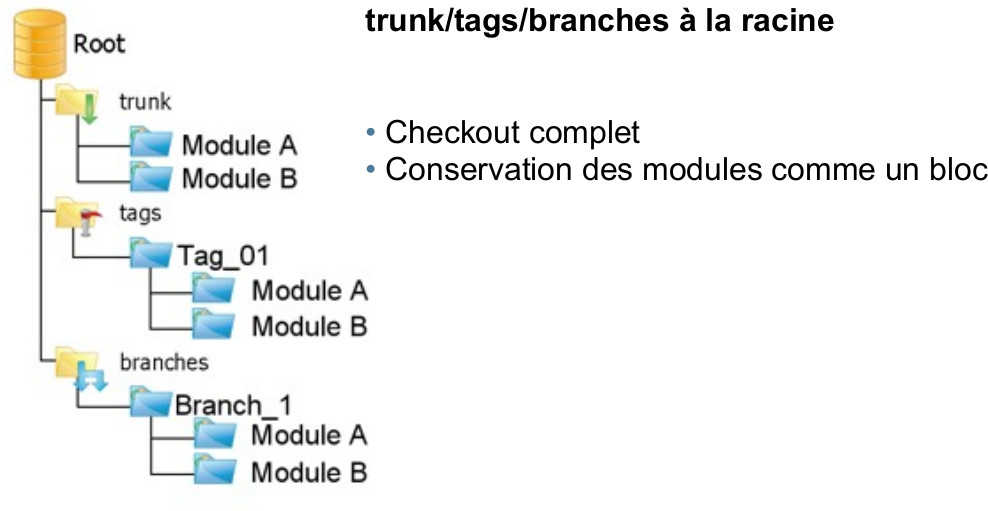 trunk/tags/branches à la racine
Root
trunk
Module A
Module B
tags
Tag_01
Module A
Module B
branches
Branch_1
Module A
Module B
• Checkout complet
• Conservation des modules comme un bloc